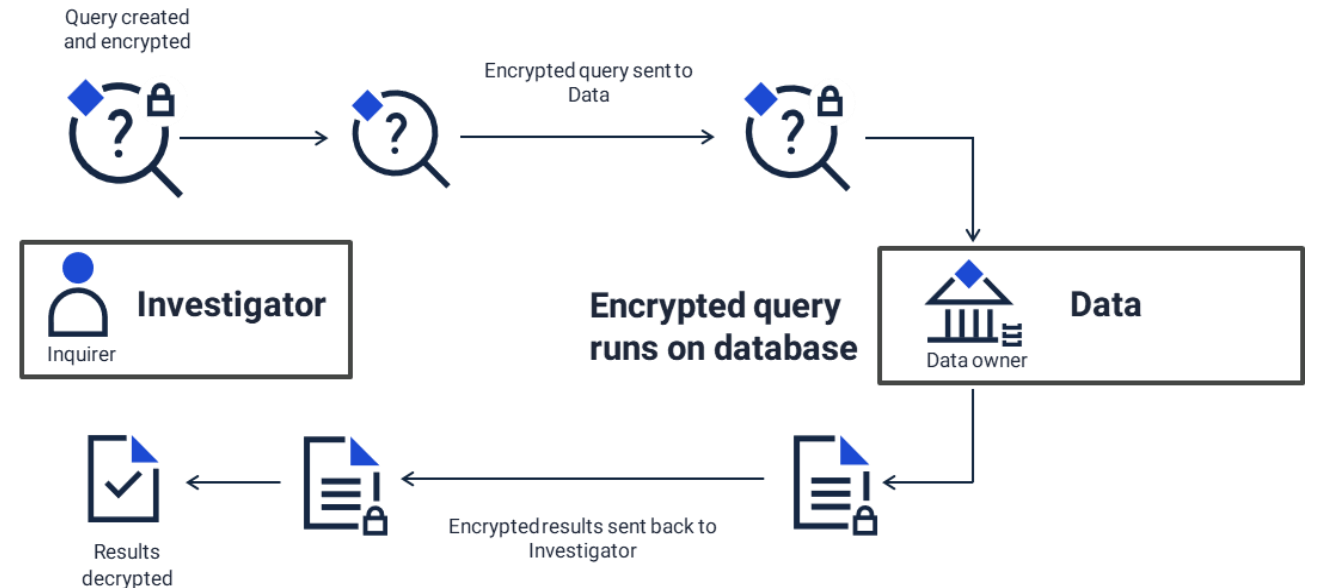 Query created
and encrypted
Encrypted query sent to
Data
?
?
?
Investigator
Inquirer
Encrypted query
runs on database
Data
Data owner
Encrypted results sent back to
Investigator
Results
decrypted